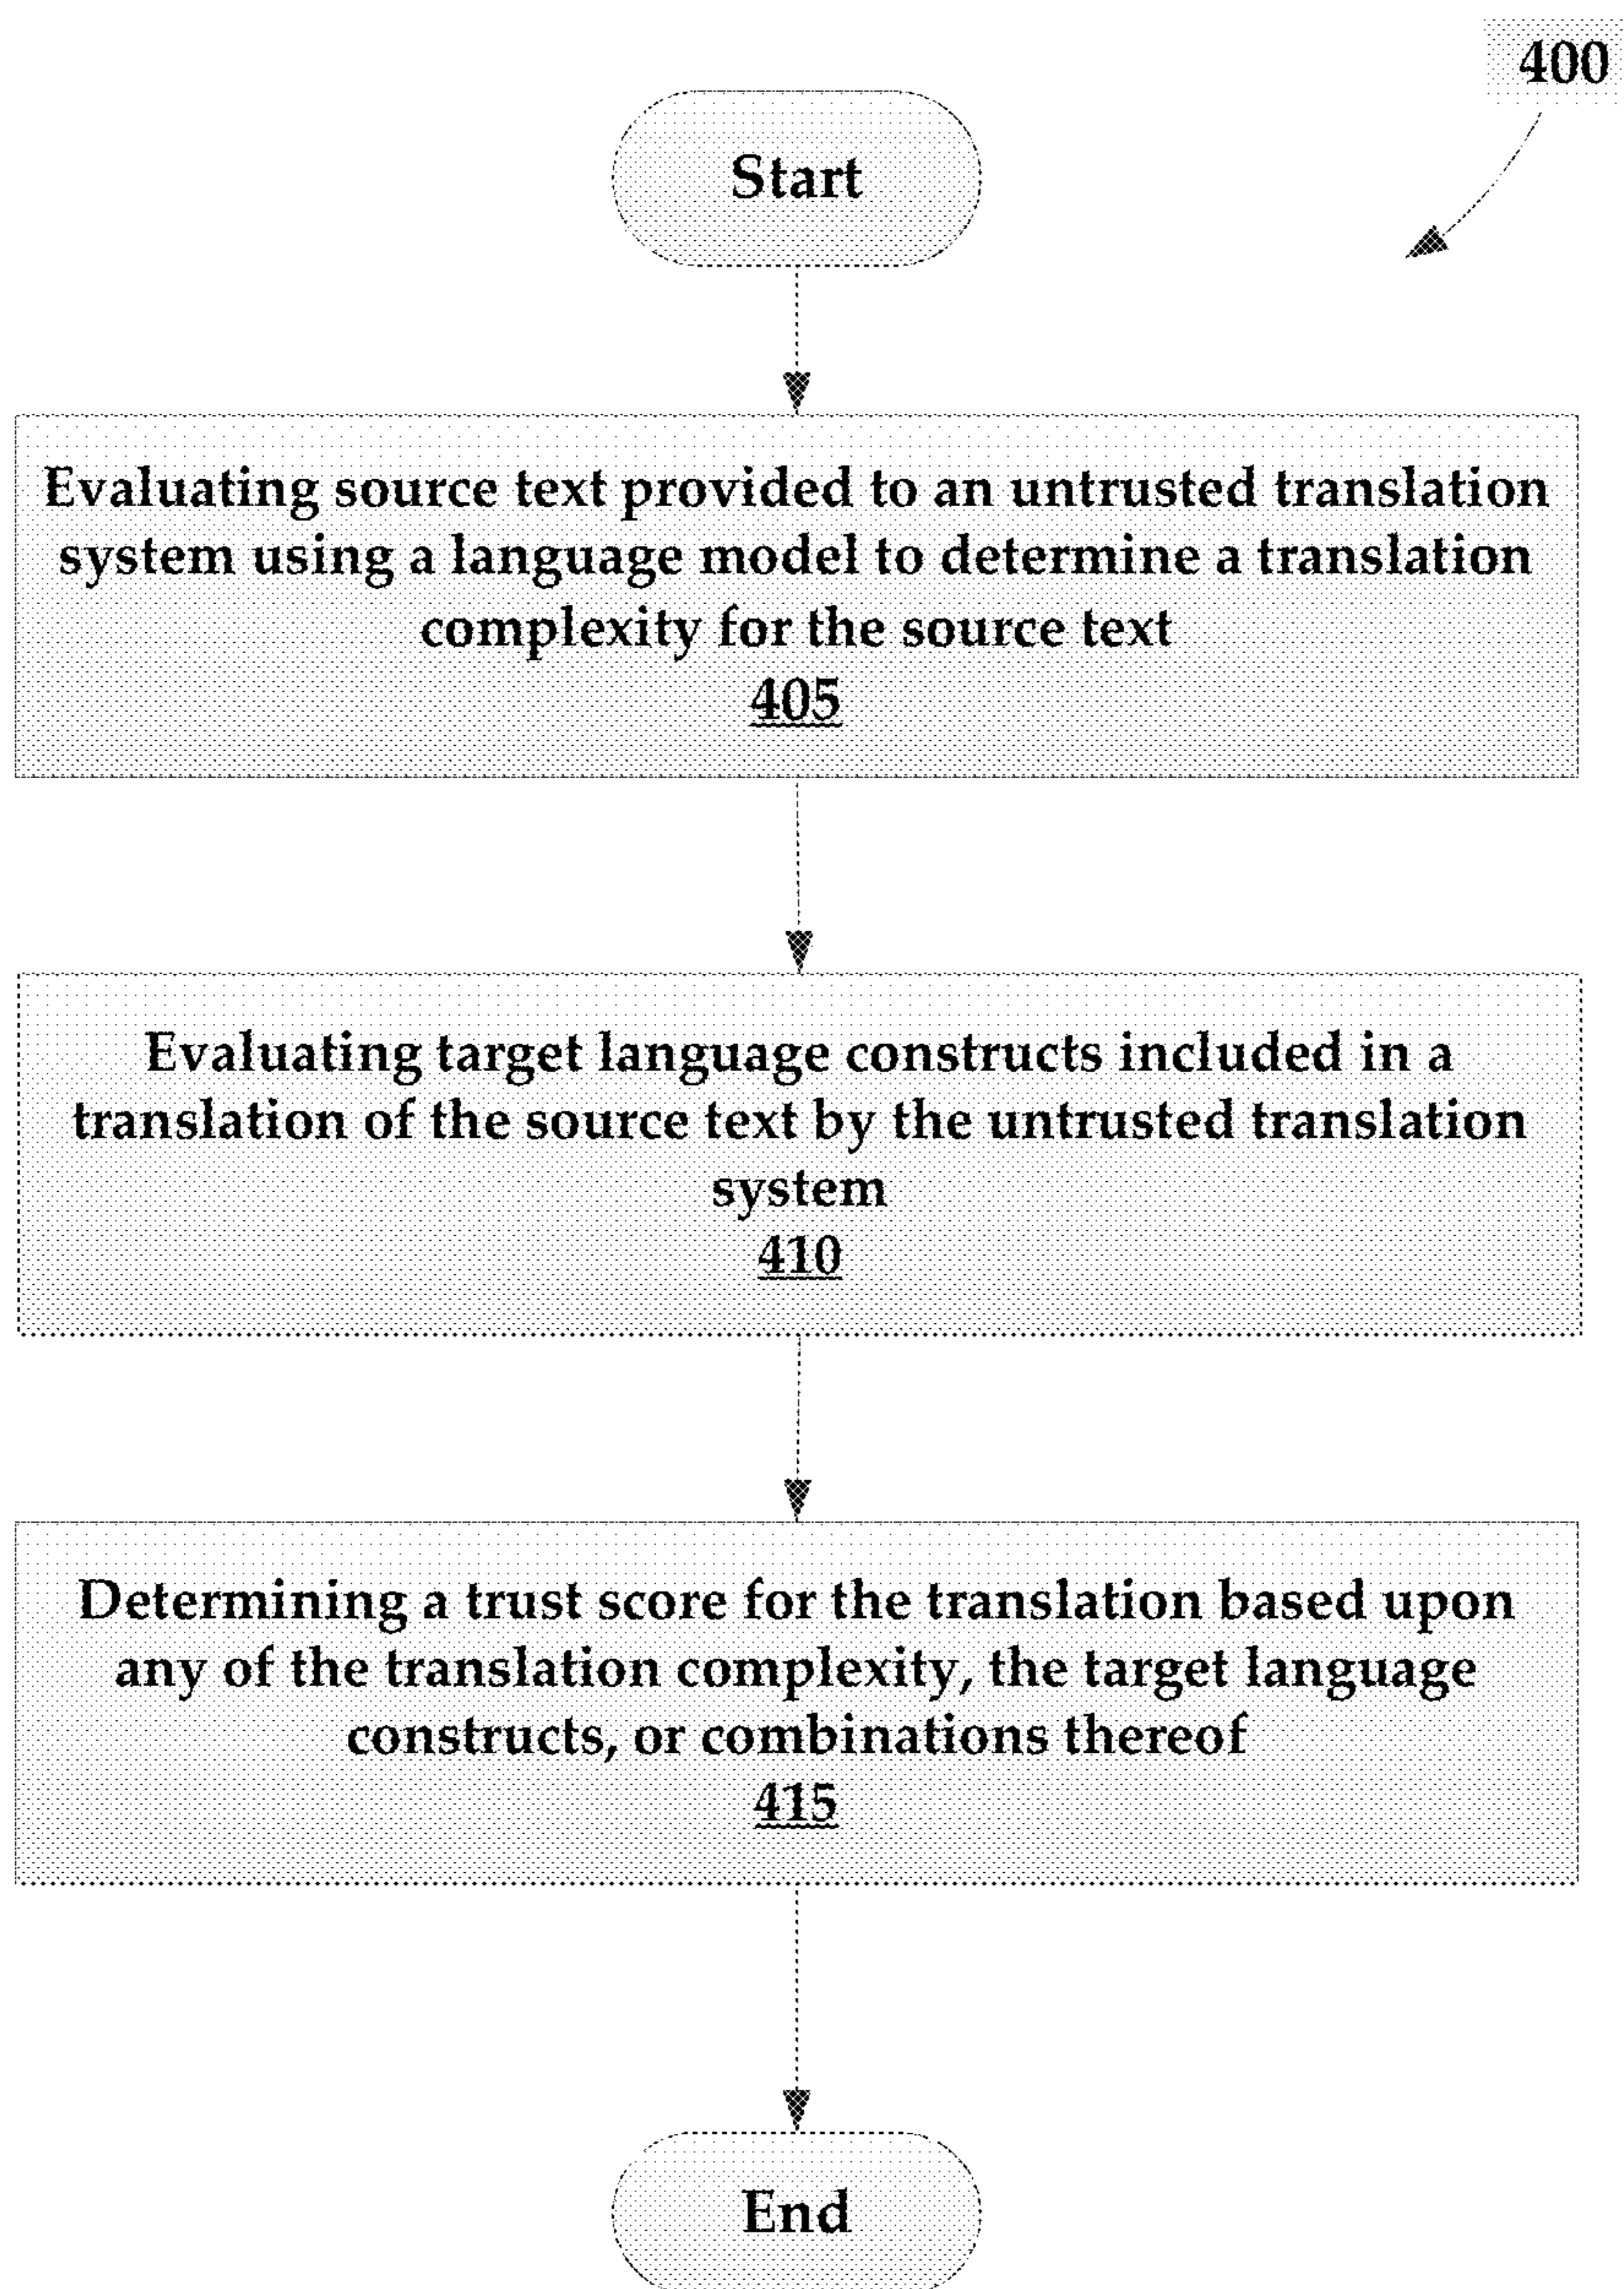 400
Start
Evaluating source text provided to an untrusted translation
system using a language model to determine a translation
complexity for the source text
405
Evaluating target language constructs included in a
translation of the source text by the untrusted translation
system
410
Determining a trust score for the translation based upon
any of the translation complexity, the target language
constructs, or combinations thereof
415
End